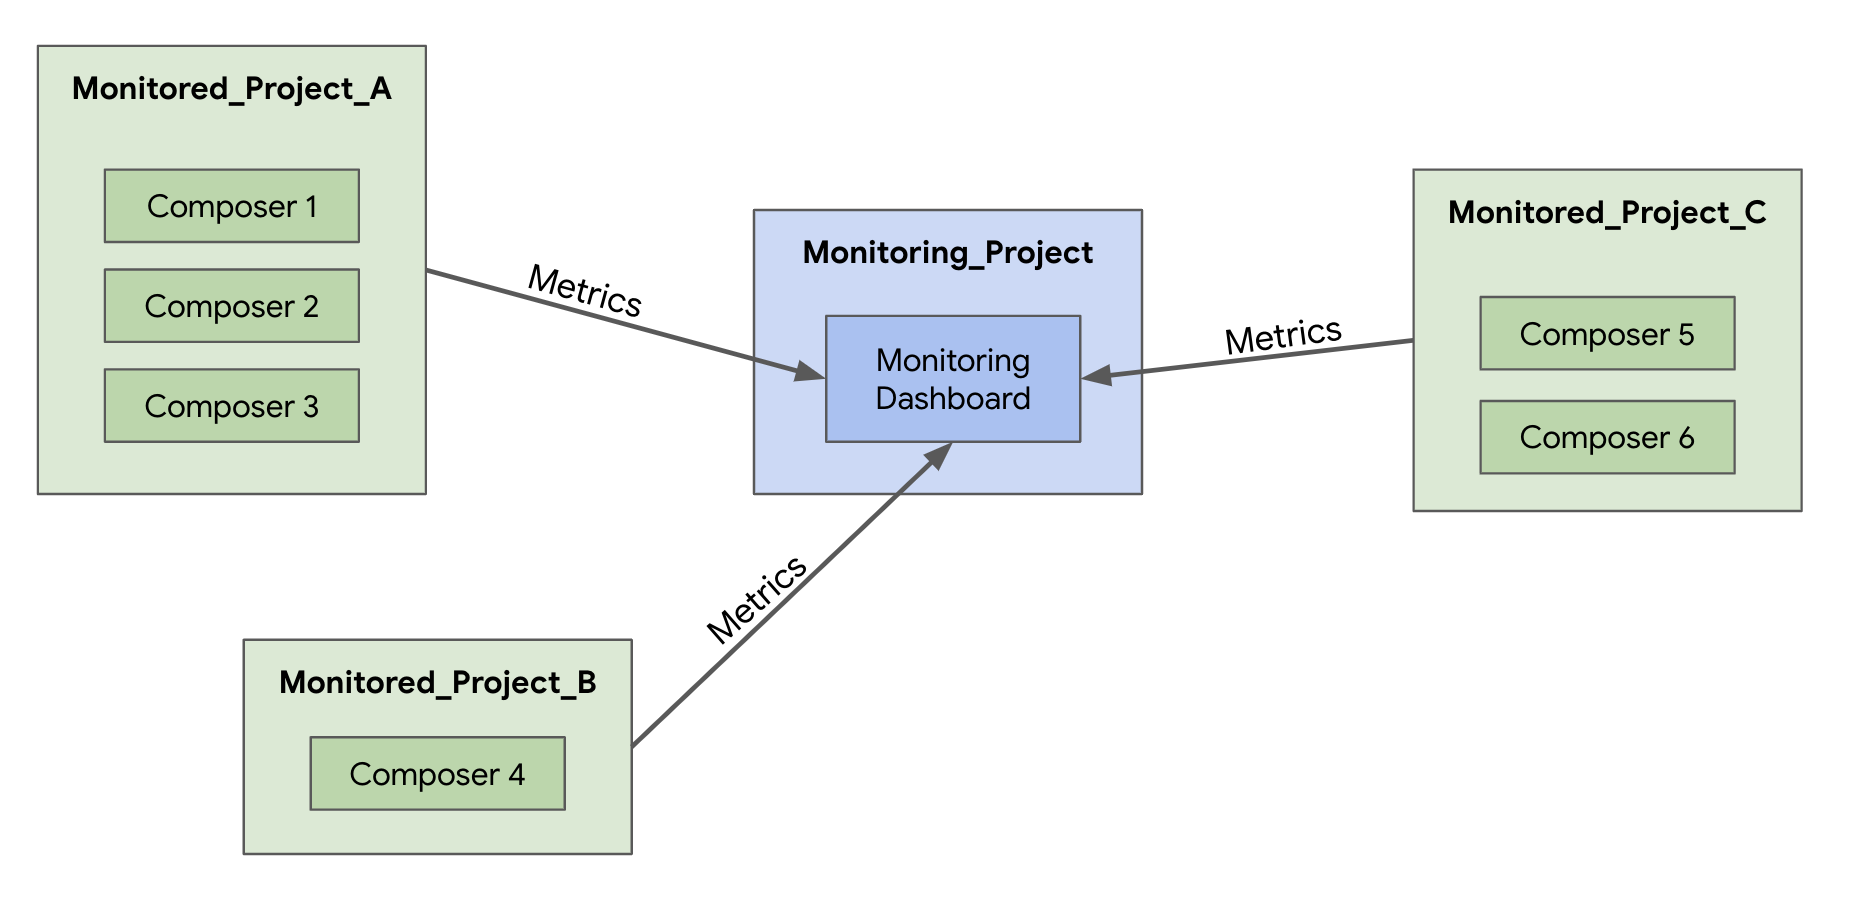 Monitored_Project_A
Composer 1
Composer 2
Composer 3
Metrics
Monitoring_Project
Monitoring
Dashboard
Metrics
Monitored_Project_C
Composer 5
Composer 6
Metrics
Monitored_Project_B
Composer 4